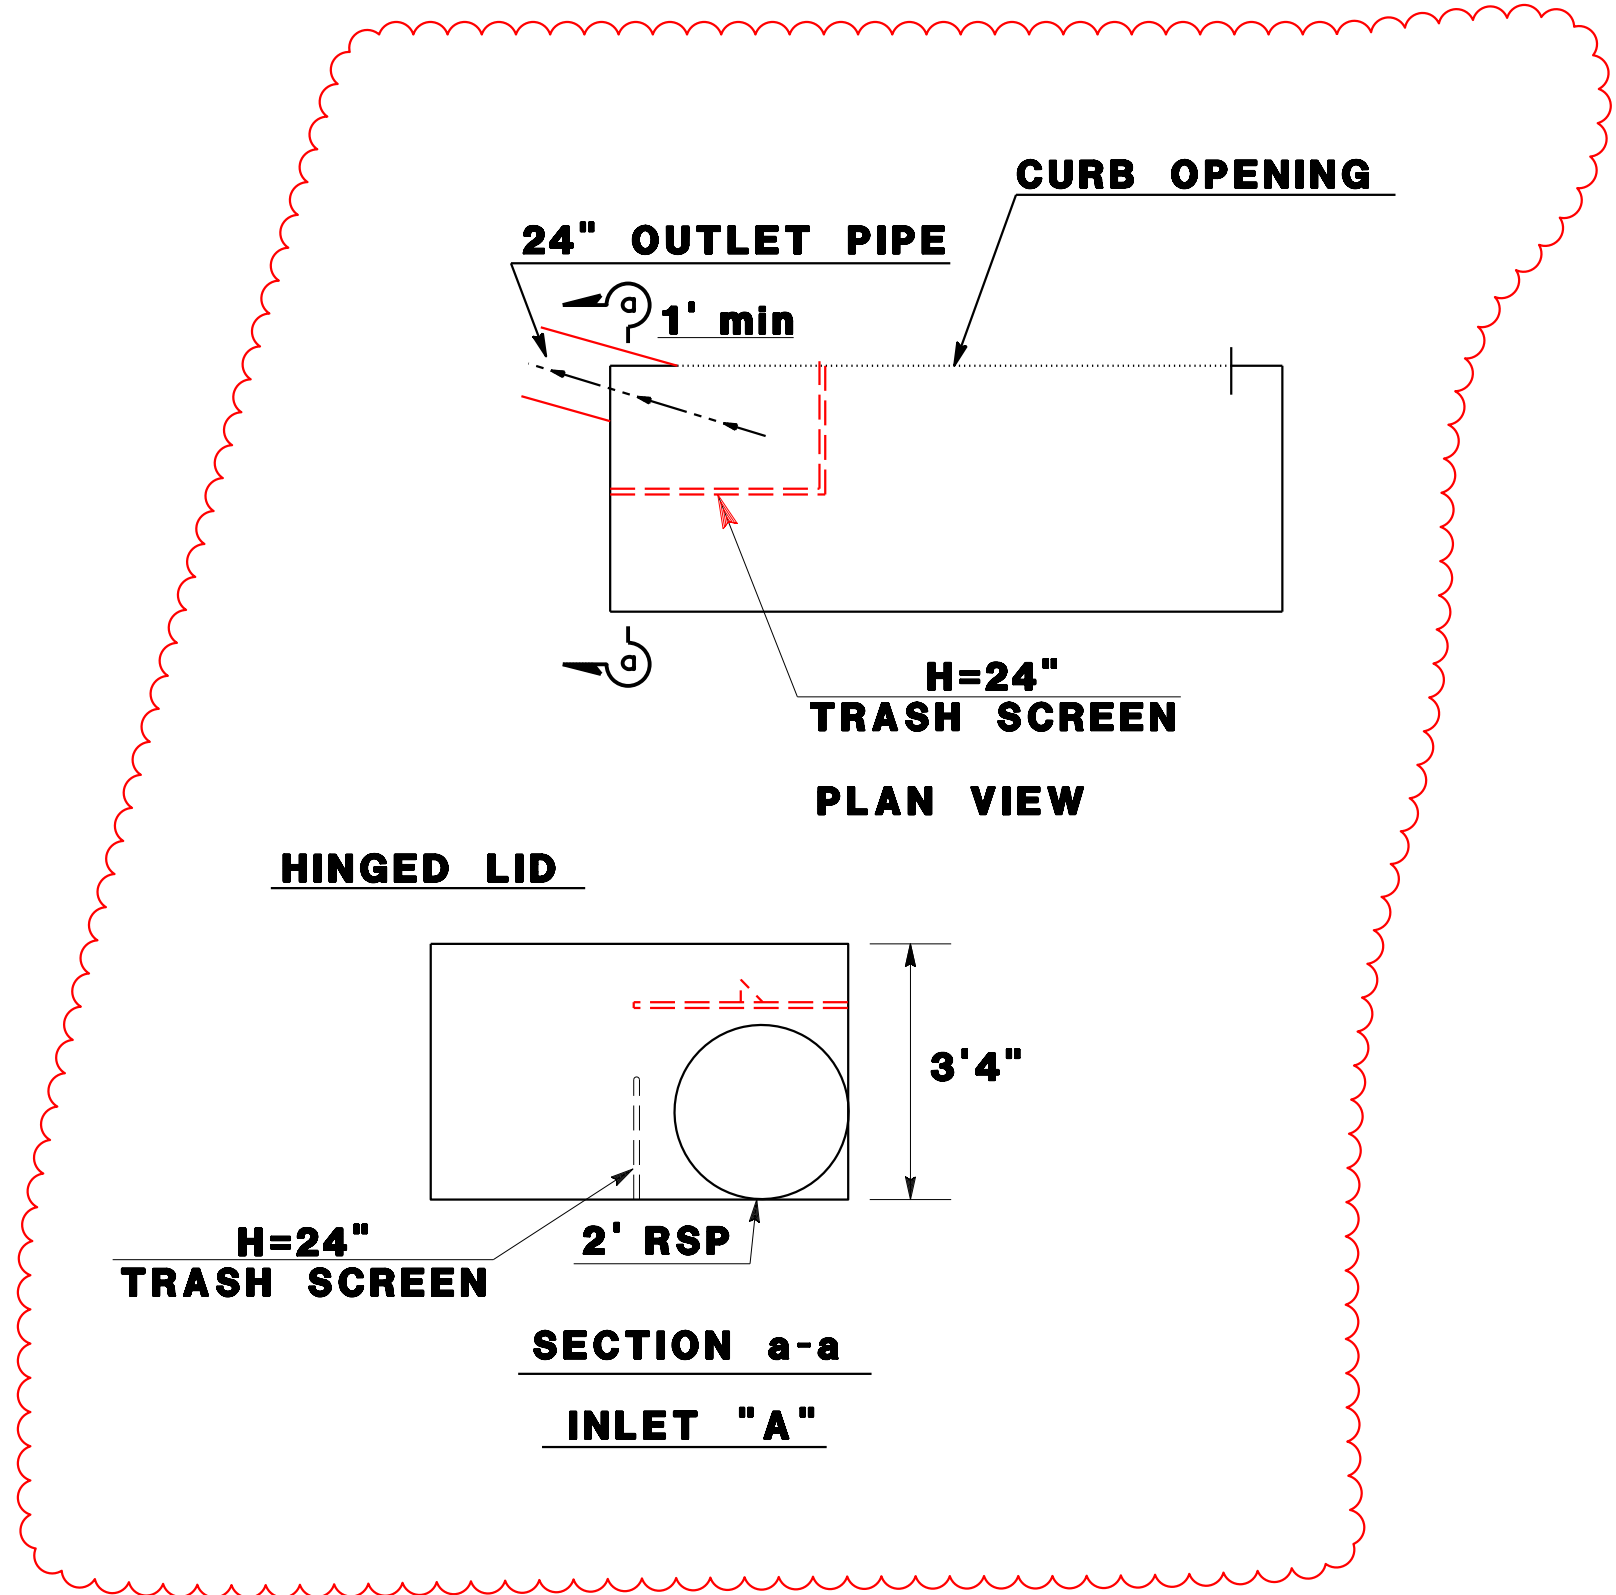 CURB OPENING
24" OUTLET PIPE
a
1' min
a
H=24"
TRASH SCREEN
PLAN VIEW
HINGED LID
3'4"
H=24"
TRASH SCREEN
2' RSP
SECTION a-a
INLET "A"